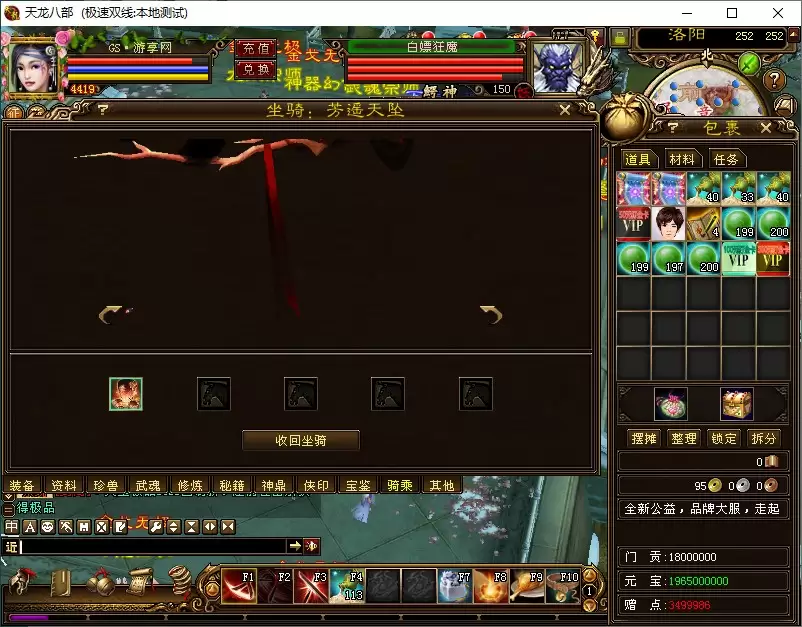 天龙八部 (极速双线:本地测试)
GS·游享网
充值
兑换
4419
白嫖狂魔
150
洛阳
252 252
北
坐骑：芳遥天坠
包裹
道具
材料
任务
40
33
40
VIP
4
199
200
199
197
200
VIP
VIP
收回坐骑
摆摊
整理
锁定
拆分
0
95 0 0
全新公益，品牌大服，走起
装备
资料
珍兽
武魂
修炼
秘籍
神鼎
侠印
宝鉴
骑乘
其他
得极品
近
门 贡:18000000
元 宝:1965000000
赠 点:3499986
F1
F2
F3
F4
113
F7
F8
F9
F10
1